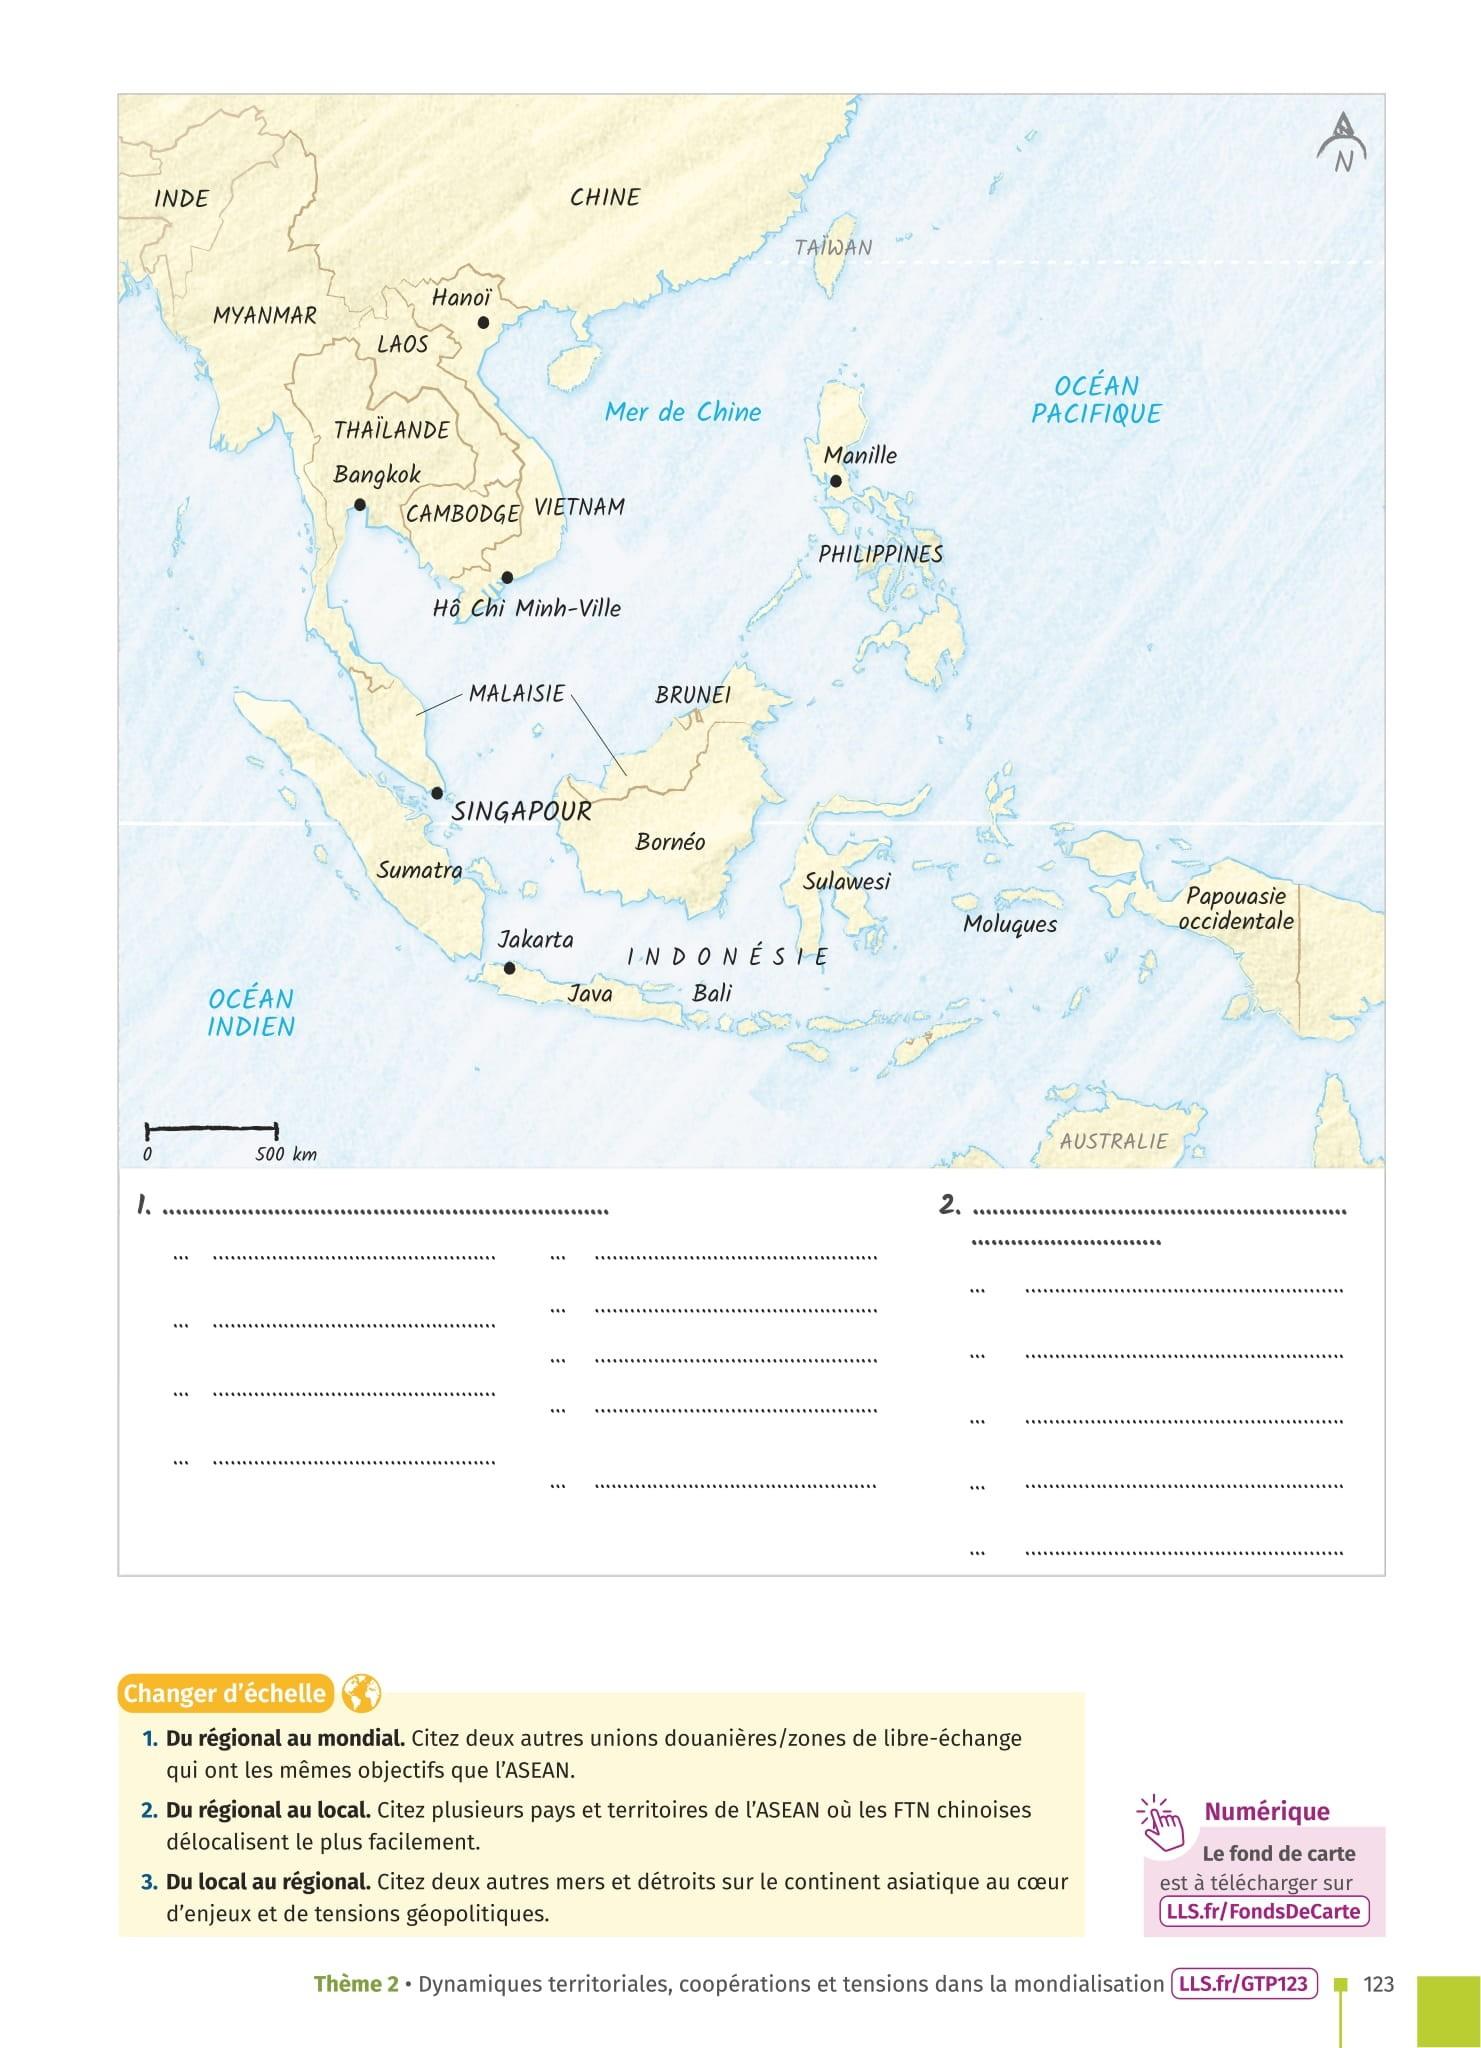 N
INDE
CHINE
TAÏWAN
Hanoï
MYANMAR
LAOS
OCÉAN
PACIFIQUE
Mer de Chine
THAÏLANDE
Manille
Bangkok
CAMBODGE
VIETNAM
PHILIPPINES
Hô Chi Minh-Ville
MALAISIE
BRUNEI
SINGAPOUR
Bornéo
Sumatra
Sulawesi
Papouasie
occidentale
Moluques
Jakarta
INDONÉSIE
Java
Bali
OCÉAN
INDIEN
AUSTRALIE
0 500 km
1. ....................
2. ....................
....................
... ....................
... ....................
... ....................
... ....................
... ....................
... ....................
... ....................
... ....................
... ....................
... ....................
... ....................
... ....................
... ....................
... ....................
Changer d'échelle
1. Du régional au mondial. Citez deux autres unions douanières/zones de libre-échange
qui ont les mêmes objectifs que l'ASEAN.
2. Du régional au local. Citez plusieurs pays et territoires de l'ASEAN où les FTN chinoises
délocalisent le plus facilement.
3. Du local au régional. Citez deux autres mers et détroits sur le continent asiatique au cœur
d'enjeux et de tensions géopolitiques.
Numérique
Le fond de carte
est à télécharger sur
LLS.fr/FondsDeCarte
Thème 2 • Dynamiques territoriales, coopérations et tensions dans la mondialisation LLS.fr/GTP123 123